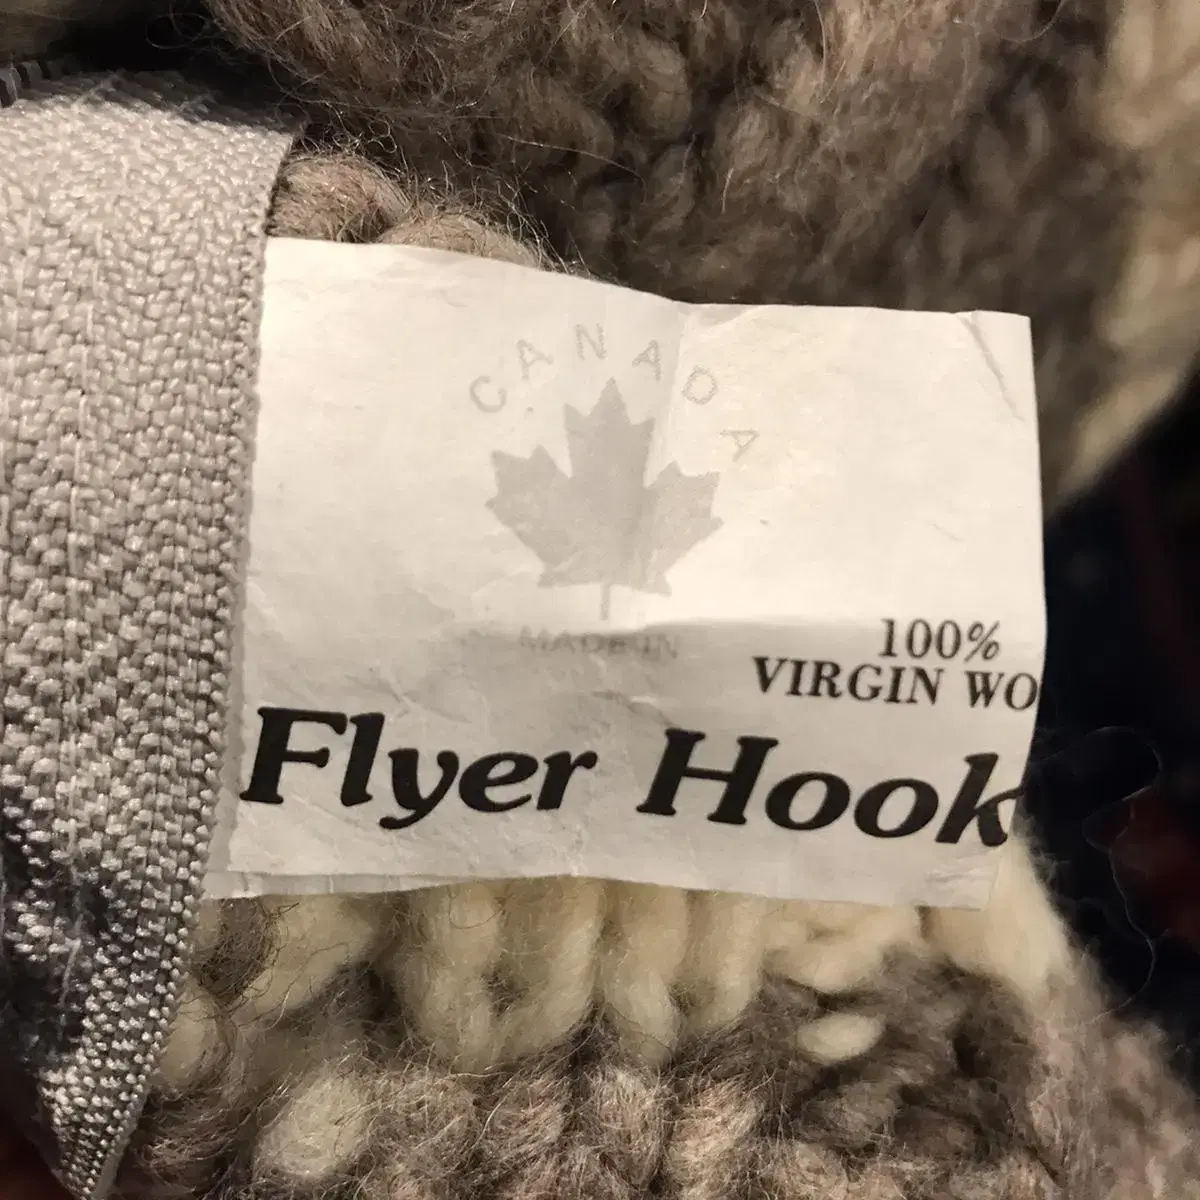 CANADA
MADE IN
100%
VIRGIN WO
Flyer Hook